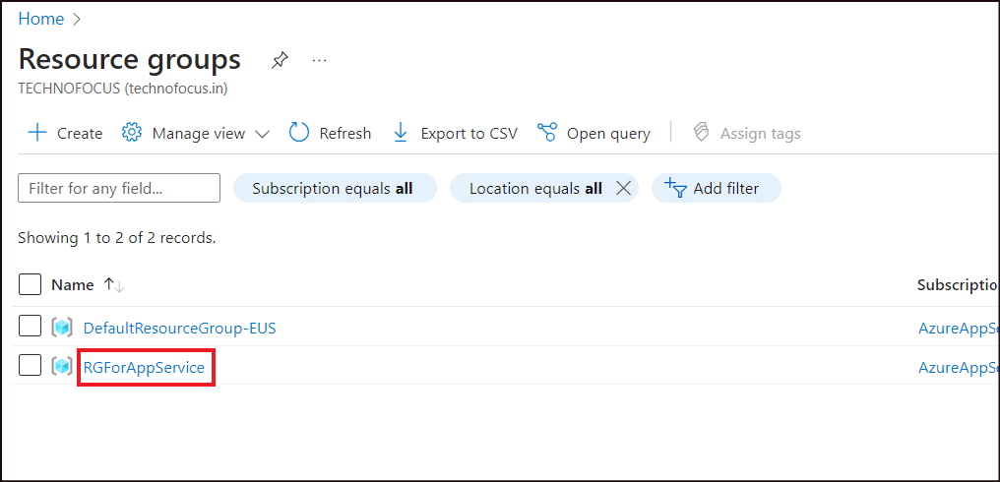 Home
Resource groups
TECHNOFOCUS (technofocus.in)
Create Manage view Refresh Export to CSV Open query Assign tags
Filter for any field... Subscription equals all Location equals all Add filter
Showing 1 to 2 of 2 records.
Name Subscriptio
DefaultResourceGroup-EUS AzureAppSe
RGForAppService AzureAppSe